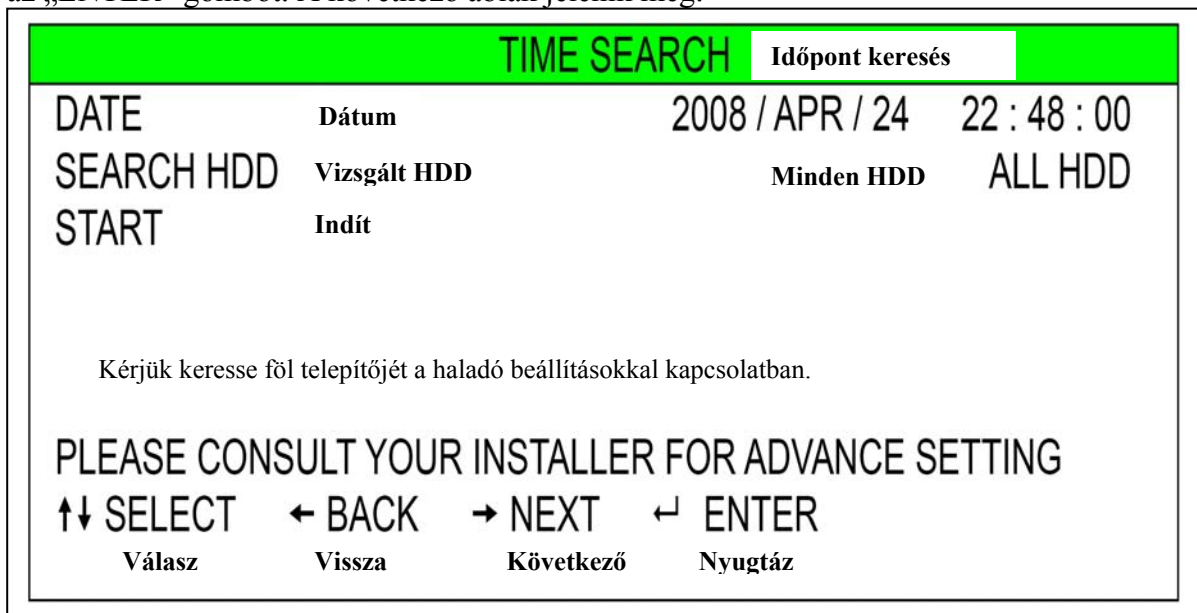 TIME SEARCH Időpont keresés
DATE Dátum 2008 / APR / 24 22 : 48 : 00
SEARCH HDD Vizsgált HDD Minden HDD ALL HDD
START Indít
Kérjük keresse föl telepítőjét a haladó beállításokkal kapcsolatban.
PLEASE CONSULT YOUR INSTALLER FOR ADVANCE SETTING
↑↓ SELECT ← BACK → NEXT ↵ ENTER
Válasz Vissza Következő Nyugtáz